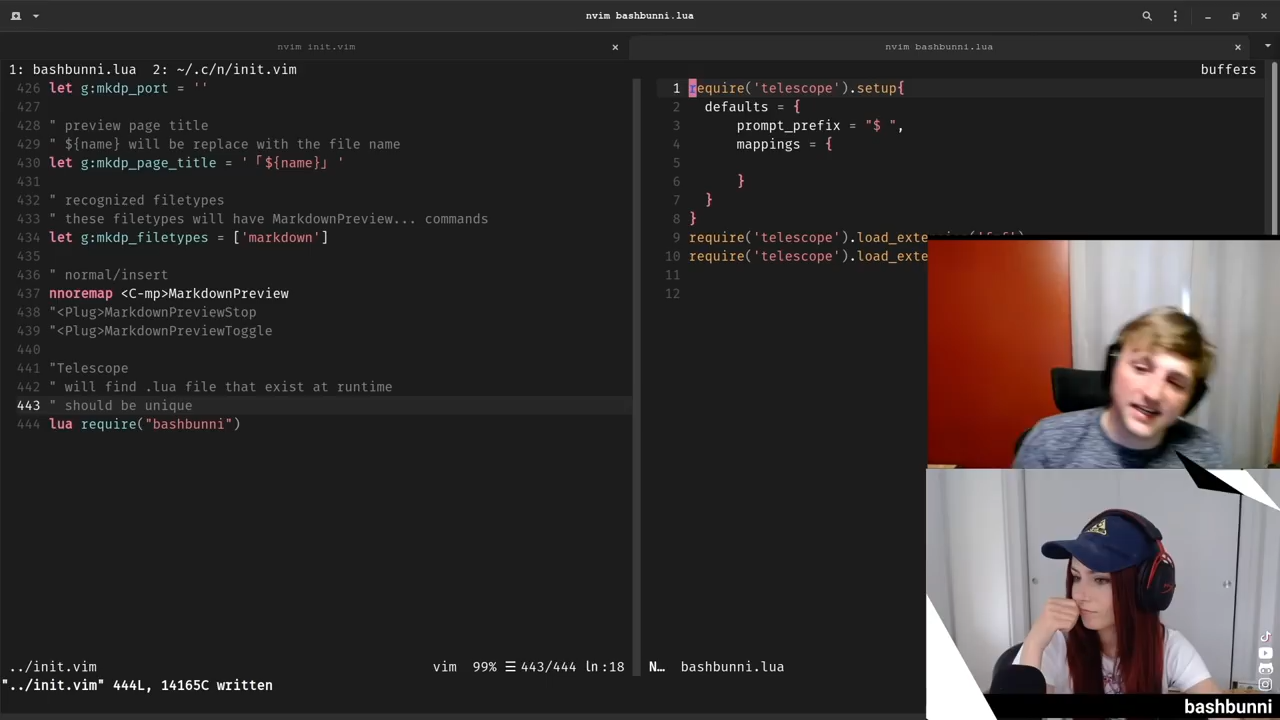 nvim bashbunni.lua
nvim init.vim
nvim bashbunni.lua
1: bashbunni.lua 2: ~/.c/n/init.vim
buffers
426 let g:mkdp_port = ''
427
428 " preview page title
429 " ${name} will be replace with the file name
430 let g:mkdp_page_title = '「${name}」'
431
432 " recognized filetypes
433 " these filetypes will have MarkdownPreview... commands
434 let g:mkdp_filetypes = ['markdown']
435
436 " normal/insert
437 nnoremap <C-mp>MarkdownPreview
438 "<Plug>MarkdownPreviewStop
439 "<Plug>MarkdownPreviewToggle
440
441 "Telescope
442 " will find .lua file that exist at runtime
443 " should be unique
444 lua require("bashbunni")
1 require('telescope').setup{
2 defaults = {
3 prompt_prefix = "$ ",
4 mappings = {
5
6 }
7 }
8 }
9 require('telescope').load_exte
10 require('telescope').load_exte
11
12
../init.vim vim 99% ☰ 443/444 ln:18
N… bashbunni.lua
"../init.vim" 444L, 14165C written
bashbunni